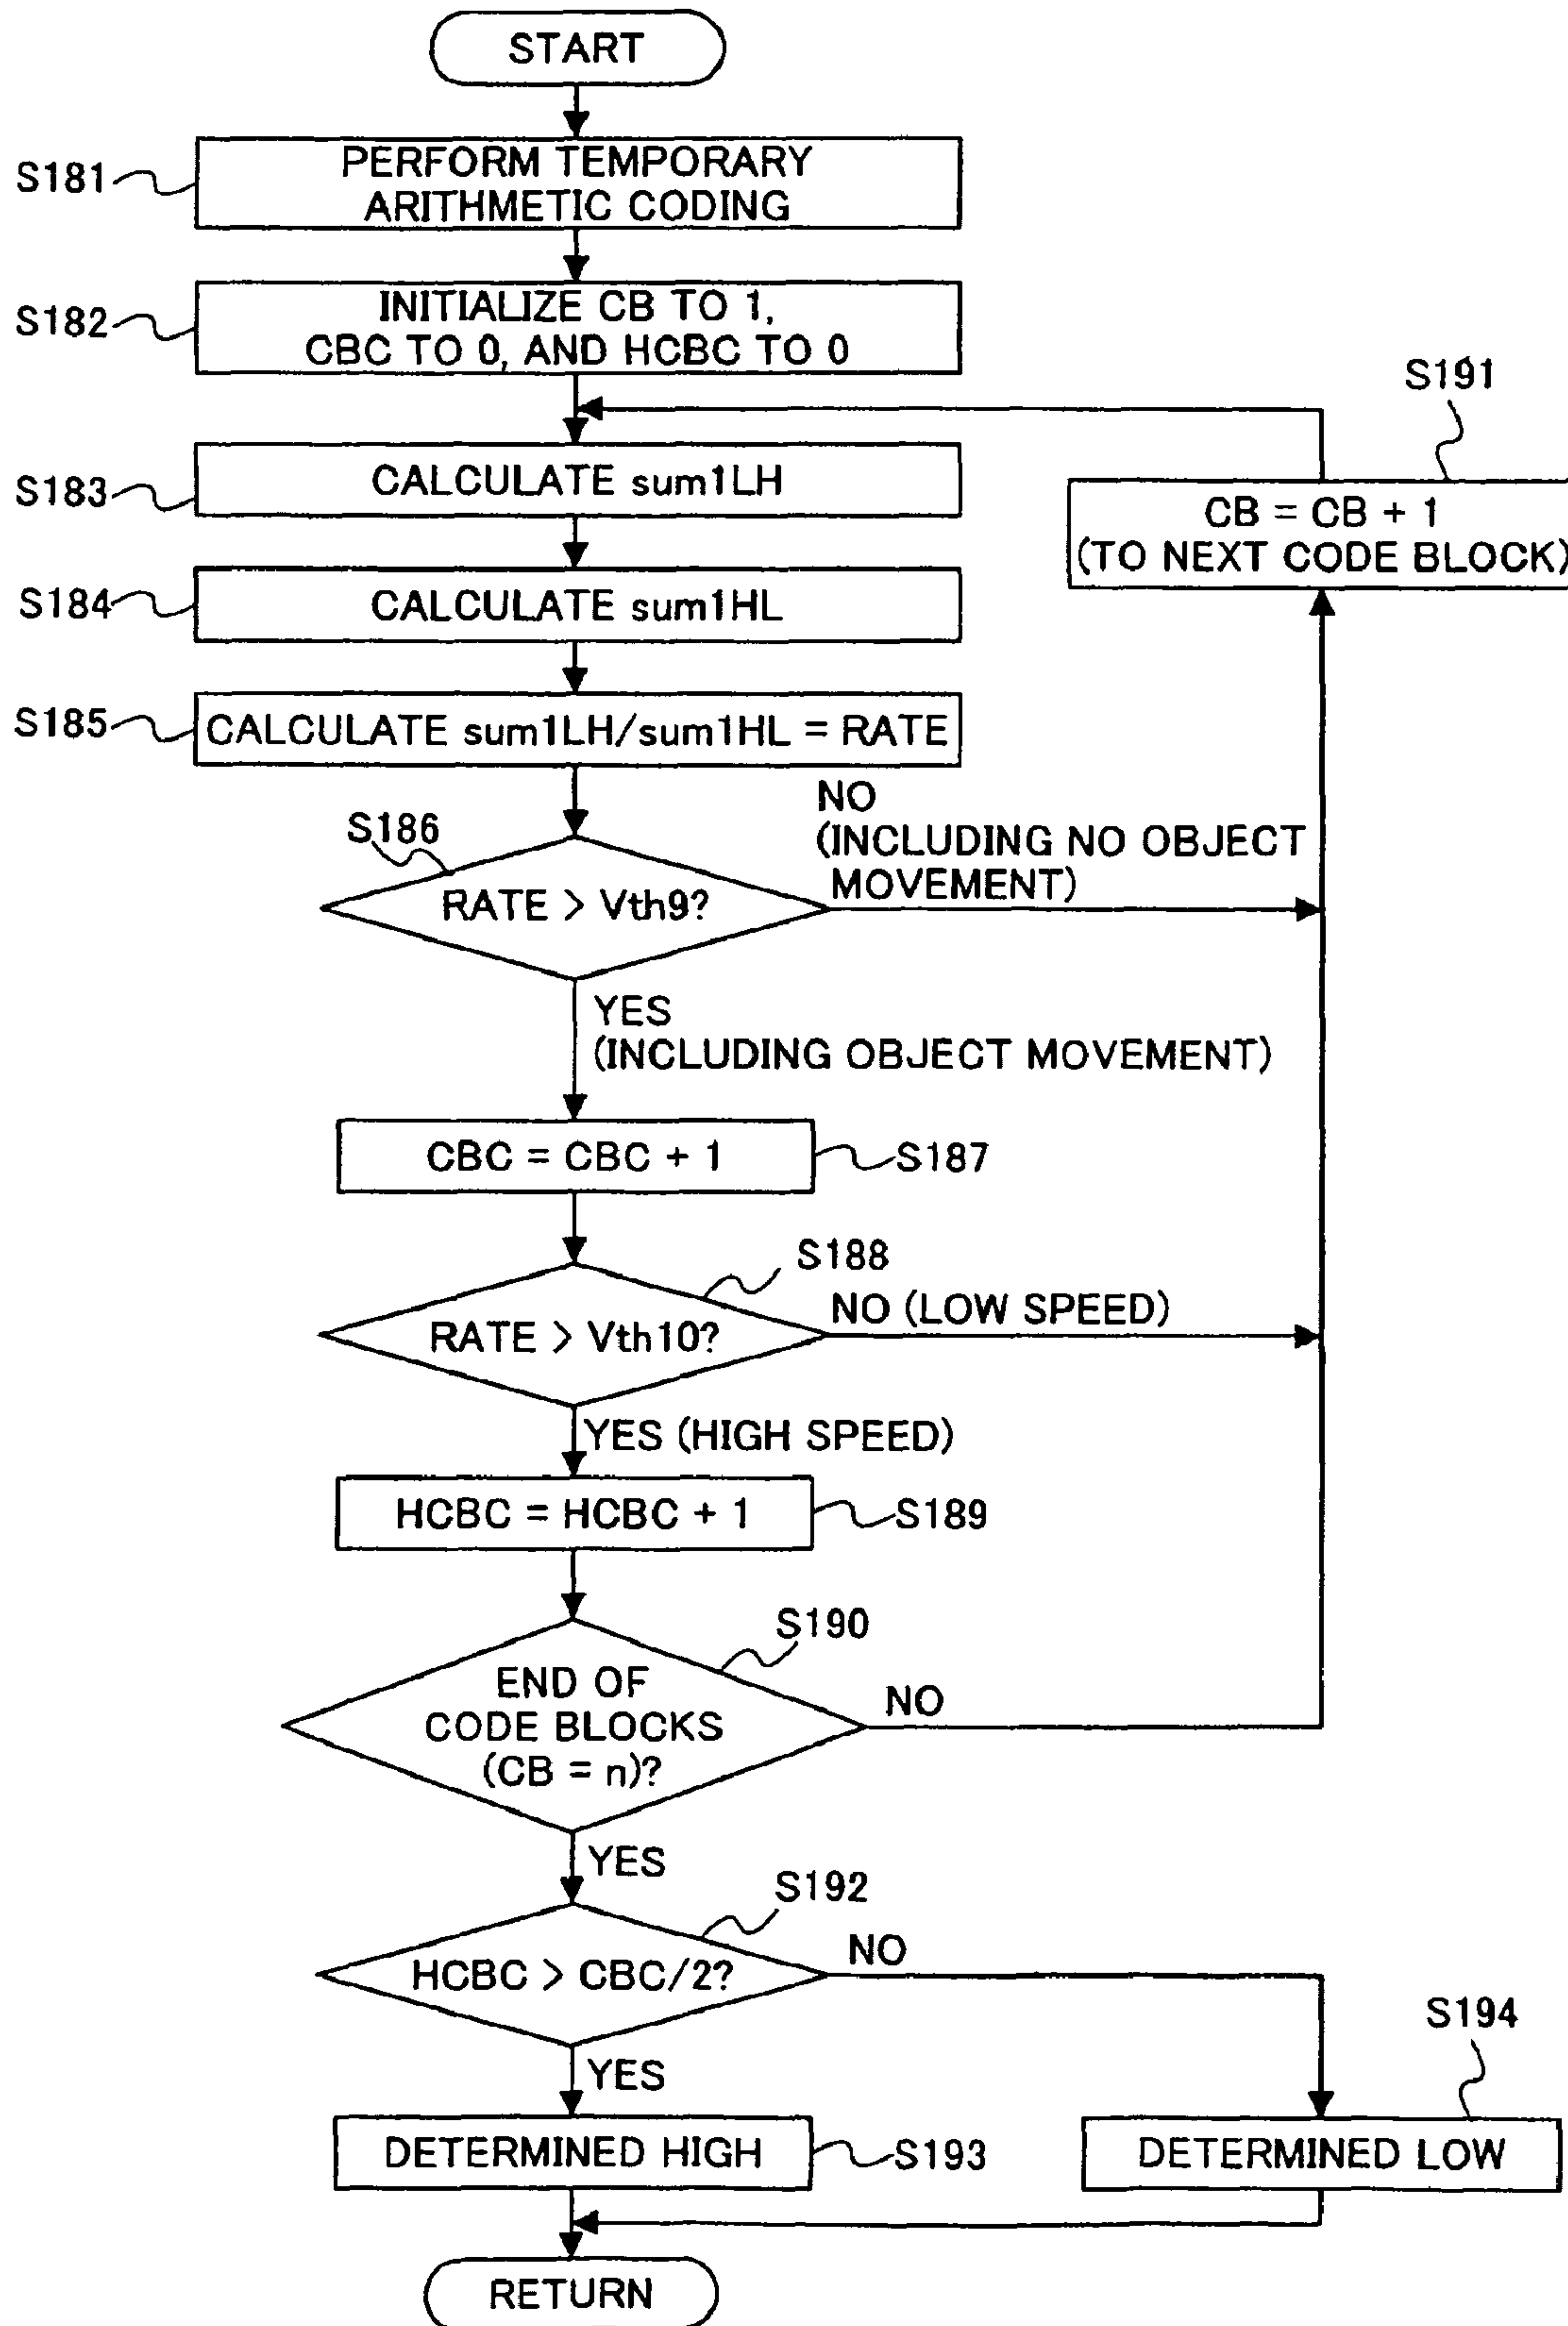 START
S181
PERFORM TEMPORARY
ARITHMETIC CODING
S182
INITIALIZE CB TO 1,
CBC TO 0, AND HCBC TO 0
S191
CB = CB + 1
(TO NEXT CODE BLOCK)
S183
CALCULATE sum1LH
S184
CALCULATE sum1HL
S185
CALCULATE sum1LH/sum1HL = RATE
S186
RATE > Vth9?
NO
(INCLUDING NO OBJECT
MOVEMENT)
YES
(INCLUDING OBJECT MOVEMENT)
CBC = CBC + 1
S187
S188
RATE > Vth10?
NO (LOW SPEED)
YES (HIGH SPEED)
HCBC = HCBC + 1
S189
S190
END OF
CODE BLOCKS
(CB = n)?
NO
YES
S192
HCBC > CBC/2?
NO
YES
S194
DETERMINED HIGH
S193
DETERMINED LOW
RETURN